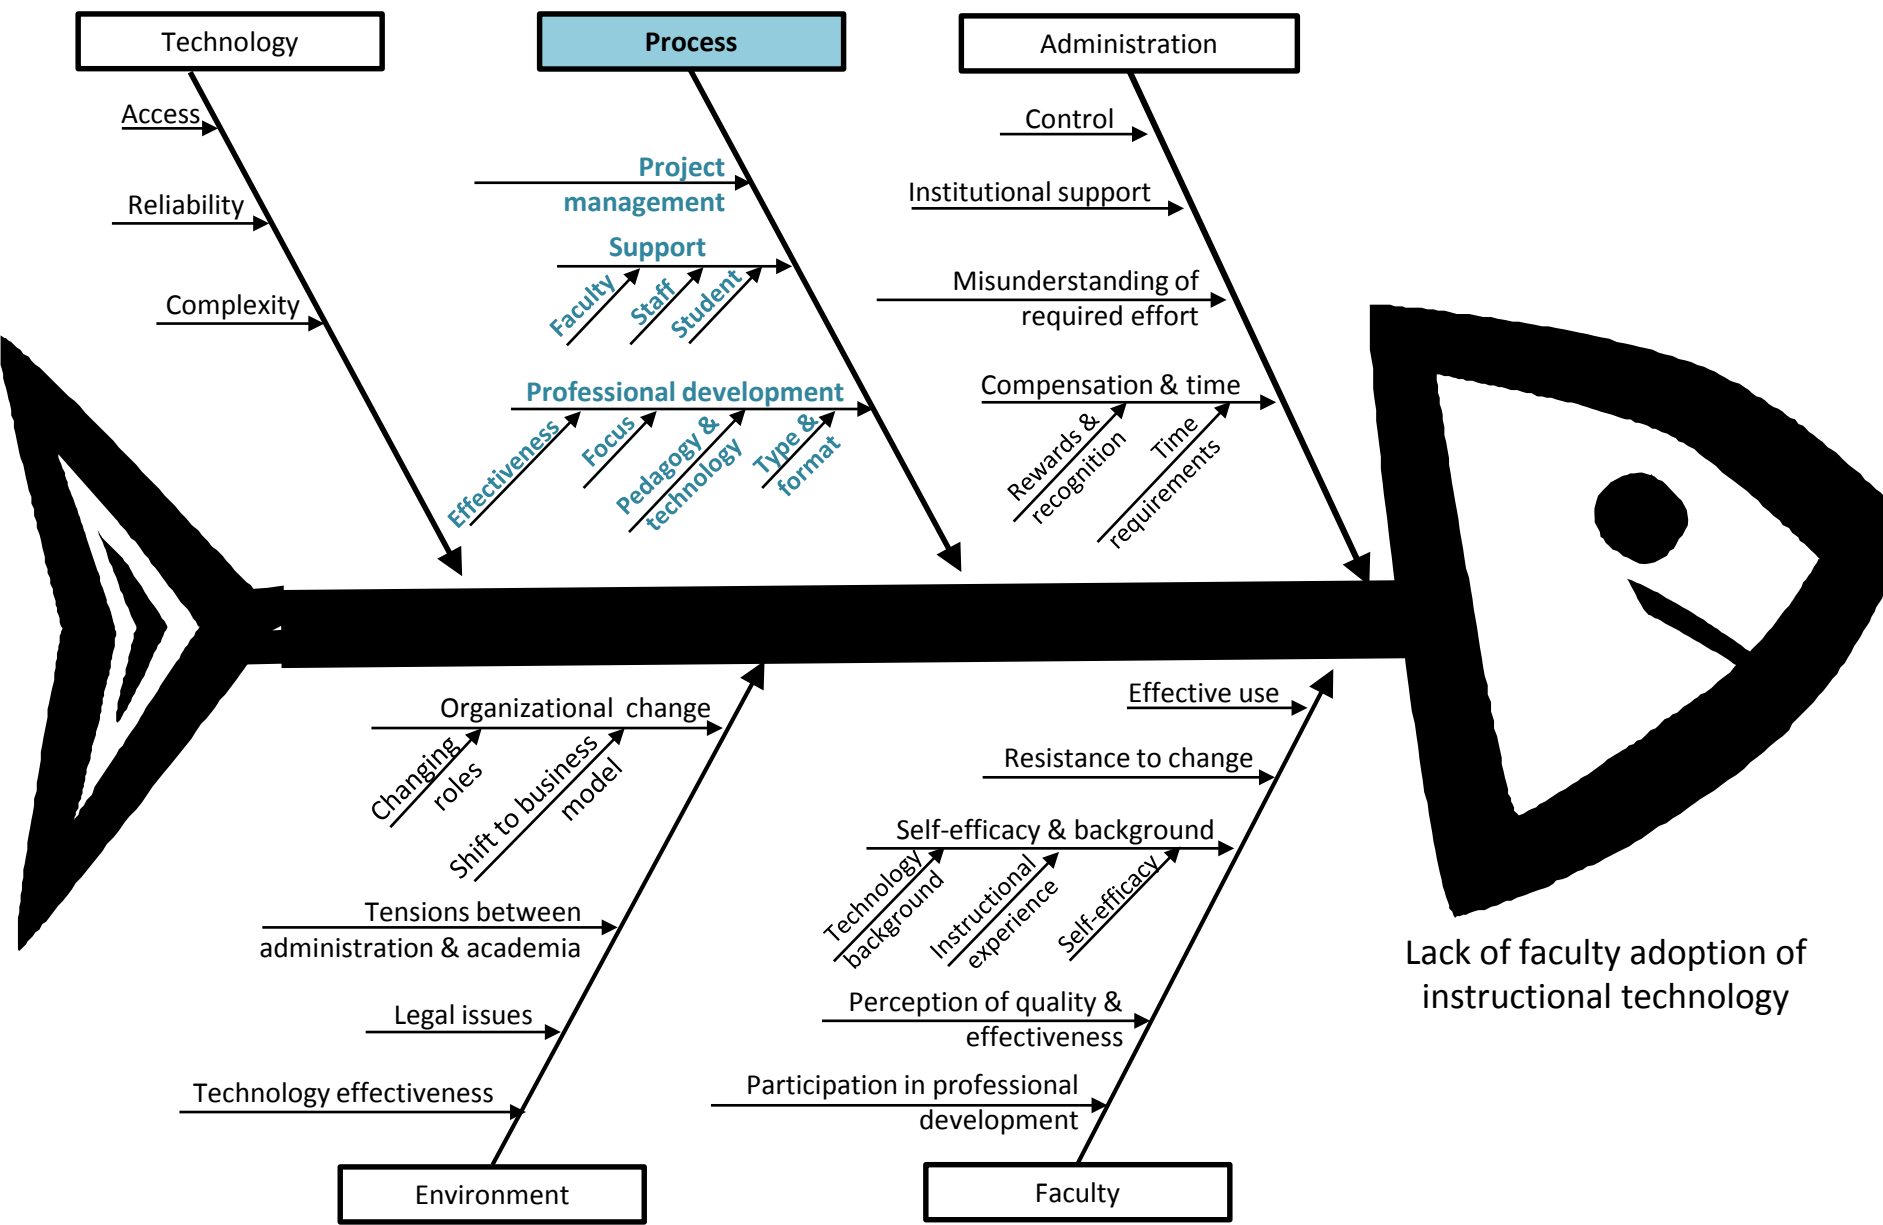 Technology
Process
Administration
Access
Reliability
Complexity
Project
management
Support
Faculty
Staff
Student
Professional development
Effectiveness
Focus
Pedagogy &
technology
Type &
format
Control
Institutional support
Misunderstanding of
required effort
Compensation & time
Rewards &
recognition
Time
requirements
Organizational change
Changing
roles
Shift to business
model
Tensions between
administration & academia
Legal issues
Technology effectiveness
Environment
Effective use
Resistance to change
Self-efficacy & background
Technology
background
Instructional
experience
Self-efficacy
Perception of quality &
effectiveness
Participation in professional
development
Faculty
Lack of faculty adoption of
instructional technology